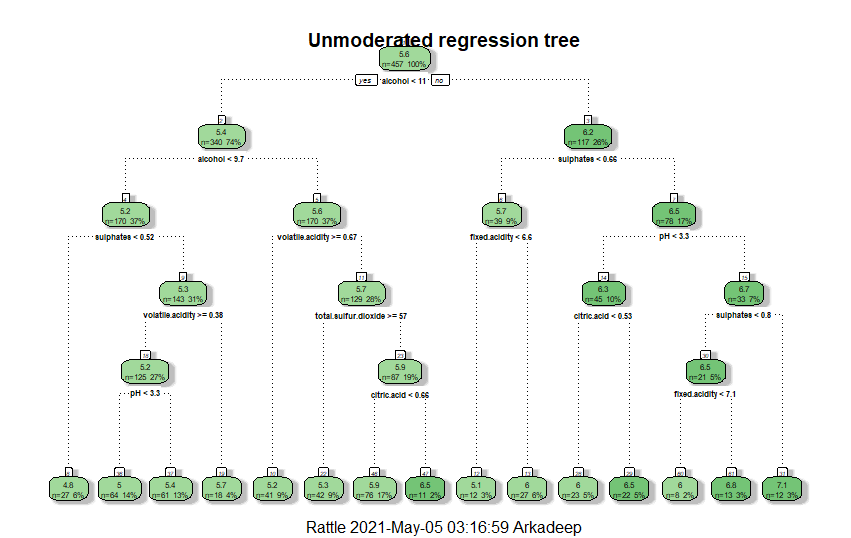 Unmoderated regression tree
5.6
n=457 100%
yes alcohol < 11 no
2
3
5.4
n=340 74%
6.2
n=117 26%
alcohol < 9.7
sulphates < 0.66
4
5
6
7
5.2
n=170 37%
5.6
n=170 37%
5.7
n=39 9%
6.5
n=78 17%
sulphates < 0.52
volatile.acidity >= 0.67
fixed.acidity < 6.6
pH < 3.3
9
11
14
15
5.3
n=143 31%
5.7
n=129 28%
6.3
n=45 10%
6.7
n=33 7%
volatile.acidity >= 0.38
total.sulfur.dioxide >= 57
citric.acid < 0.53
sulphates < 0.8
18
23
30
5.2
n=125 27%
5.9
n=87 19%
6.5
n=21 5%
pH < 3.3
citric.acid < 0.66
fixed.acidity < 7.1
8
36
37
19
10
22
46
47
12
13
28
29
60
61
31
4.8
n=27 6%
5
n=64 14%
5.4
n=61 13%
5.7
n=18 4%
5.2
n=41 9%
5.3
n=42 9%
5.9
n=76 17%
6.5
n=11 2%
5.1
n=12 3%
6
n=27 6%
6
n=23 5%
6.5
n=22 5%
6
n=8 2%
6.8
n=13 3%
7.1
n=12 3%
Rattle 2021-May-05 03:16:59 Arkadeep